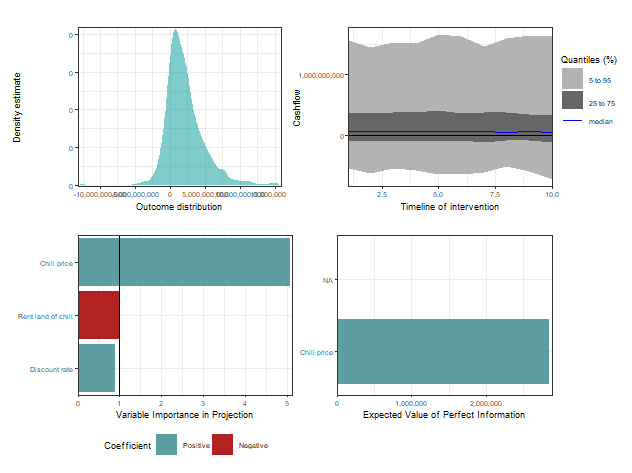 Density estimate
0
0
0
0
0
0
5,000,000,000
Outcome distribution
Cashflow
1,000,000,000
0
2.5
5.0
7.5
10.0
Timeline of intervention
Quantiles (%)
5 to 95
25 to 75
median
Chili price
Rent land of chili
Discount rate
0
1
2
3
4
5
Variable Importance in Projection
Coefficient
Positive
Negative
NA
Chili price
0
1,000,000,000
2,000,000,000
Expected Value of Perfect Information